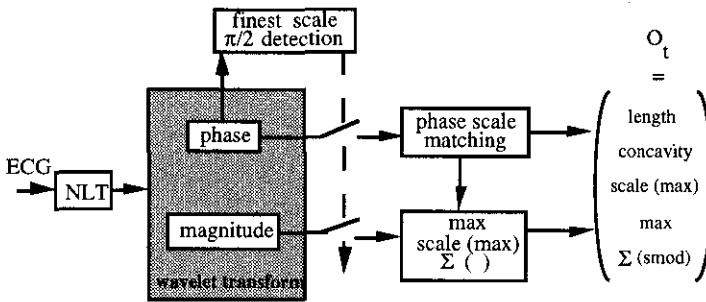 finest scale
π/2 detection
O_t
=
phase
phase scale
matching
length
concavity
scale (max)
max
Σ (smod)
ECG
NLT
magnitude
max
scale (max)
Σ ( )
wavelet transform